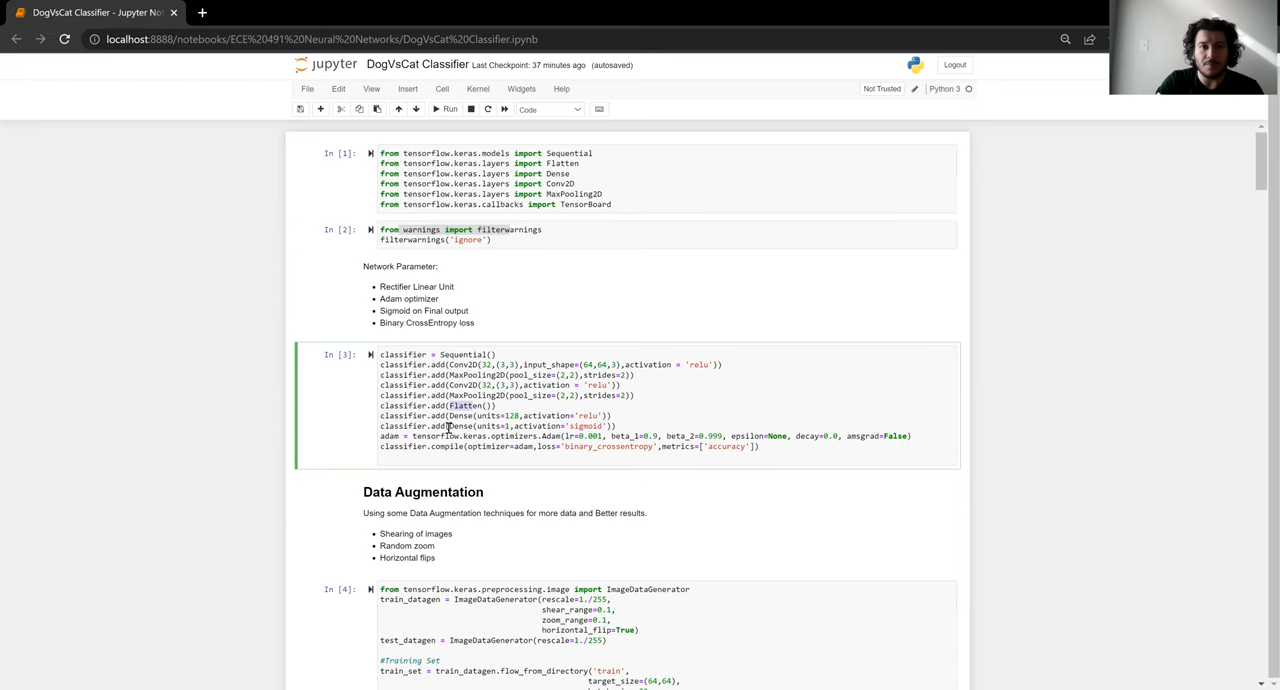 DogVsCat Classifier - Jupyter Not
localhost:8888/notebooks/ECE%20491%20Neural%20Networks/DogVsCat%20Classifier.ipynb
jupyter DogVsCat Classifier Last Checkpoint: 37 minutes ago (autosaved)
Logout
File Edit View Insert Cell Kernel Widgets Help
Not Trusted Python 3
Run Code
In [1]:
from tensorflow.keras.models import Sequential
from tensorflow.keras.layers import Flatten
from tensorflow.keras.layers import Dense
from tensorflow.keras.layers import Conv2D
from tensorflow.keras.layers import MaxPooling2D
from tensorflow.keras.callbacks import TensorBoard
In [2]:
from warnings import filterwarnings
filterwarnings('ignore')
Network Parameter:
• Rectifier Linear Unit
• Adam optimizer
• Sigmoid on Final output
• Binary CrossEntropy loss
In [3]:
classifier = Sequential()
classifier.add(Conv2D(32,(3,3),input_shape=(64,64,3),activation = 'relu'))
classifier.add(MaxPooling2D(pool_size=(2,2),strides=2))
classifier.add(Conv2D(32,(3,3),activation = 'relu'))
classifier.add(MaxPooling2D(pool_size=(2,2),strides=2))
classifier.add(Flatten())
classifier.add(Dense(units=128,activation='relu'))
classifier.add(Dense(units=1,activation='sigmoid'))
adam = tensorflow.keras.optimizers.Adam(lr=0.001, beta_1=0.9, beta_2=0.999, epsilon=None, decay=0.0, amsgrad=False)
classifier.compile(optimizer=adam,loss='binary_crossentropy',metrics=['accuracy'])
Data Augmentation
Using some Data Augmentation techniques for more data and Better results.
• Shearing of images
• Random zoom
• Horizontal flips
In [4]:
from tensorflow.keras.preprocessing.image import ImageDataGenerator
train_datagen = ImageDataGenerator(rescale=1./255,
shear_range=0.1,
zoom_range=0.1,
horizontal_flip=True)
test_datagen = ImageDataGenerator(rescale=1./255)
#Training Set
train_set = train_datagen.flow_from_directory('train',
target_size=(64,64),